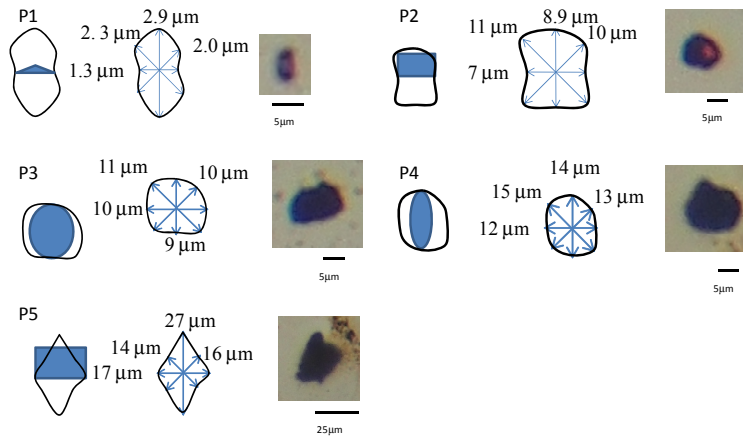 P1
2.9 μm
2. 3 μm
2.0 μm
1.3 μm
5μm
P2
8.9 μm
11 μm
10 μm
7 μm
5μm
P3
11 μm
10 μm
10 μm
9 μm
5μm
P4
14 μm
15 μm
13 μm
12 μm
5μm
P5
27 μm
14 μm
16 μm
17 μm
25μm